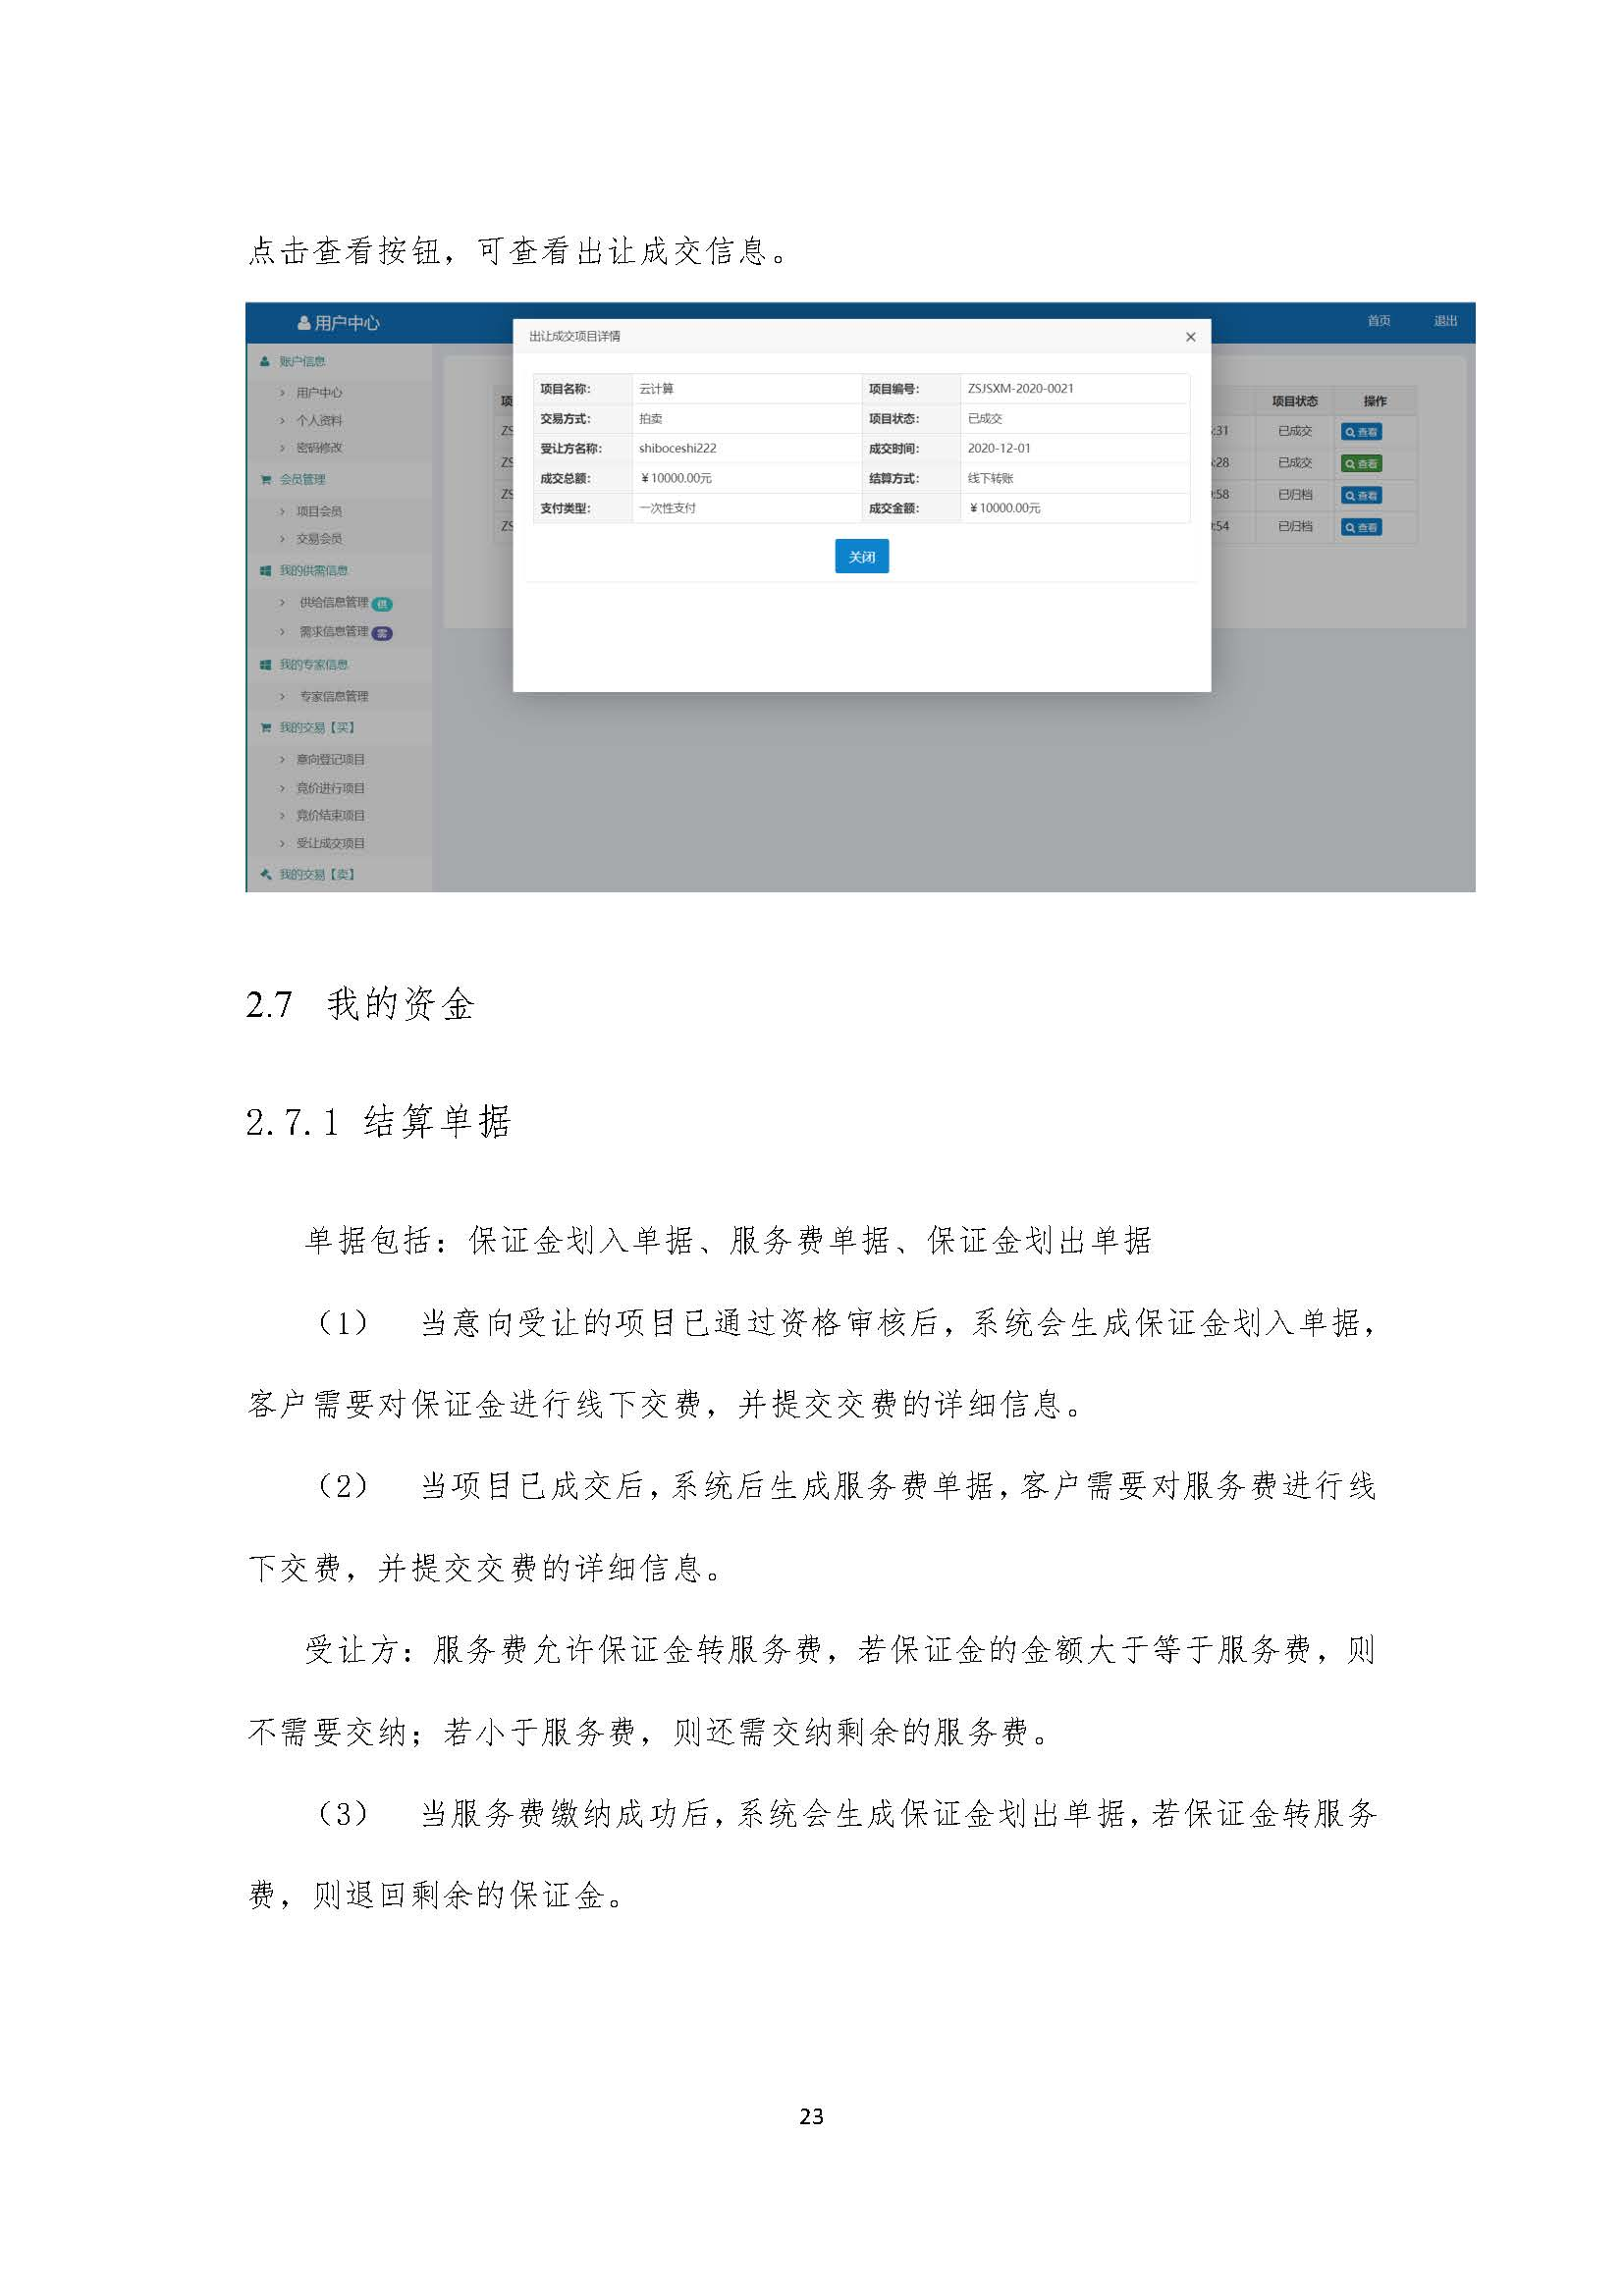 点击查看按钮，可查看出让成交信息。
用户中心
首页 退出
账户信息
用户中心
个人资料
密码修改
会员管理
项目会员
交易会员
我的供需信息
供给信息管理 供
需求信息管理 需
我的专家信息
专家信息管理
我的交易【买】
意向登记项目
竞价进行项目
竞价结束项目
受让成交项目
我的交易【卖】
出让成交项目详情 ×
项目名称： 云计算 项目编号： ZSJSXM-2020-0021
交易方式： 拍卖 项目状态： 已成交
受让方名称： shiboceshi222 成交时间： 2020-12-01
成交总额： ￥10000.00元 结算方式： 线下转账
支付类型： 一次性支付 成交金额： ￥10000.00元
关闭
项 项目状态 操作
ZS :31 已成交 查看
ZS :28 已成交 查看
ZS :58 已归档 查看
ZS :54 已归档 查看
2.7 我的资金
2.7.1 结算单据
单据包括：保证金划入单据、服务费单据、保证金划出单据
（1） 当意向受让的项目已通过资格审核后，系统会生成保证金划入单据，
客户需要对保证金进行线下交费，并提交交费的详细信息。
（2） 当项目已成交后，系统后生成服务费单据，客户需要对服务费进行线
下交费，并提交交费的详细信息。
受让方：服务费允许保证金转服务费，若保证金的金额大于等于服务费，则
不需要交纳；若小于服务费，则还需交纳剩余的服务费。
（3） 当服务费缴纳成功后，系统会生成保证金划出单据，若保证金转服务
费，则退回剩余的保证金。
23